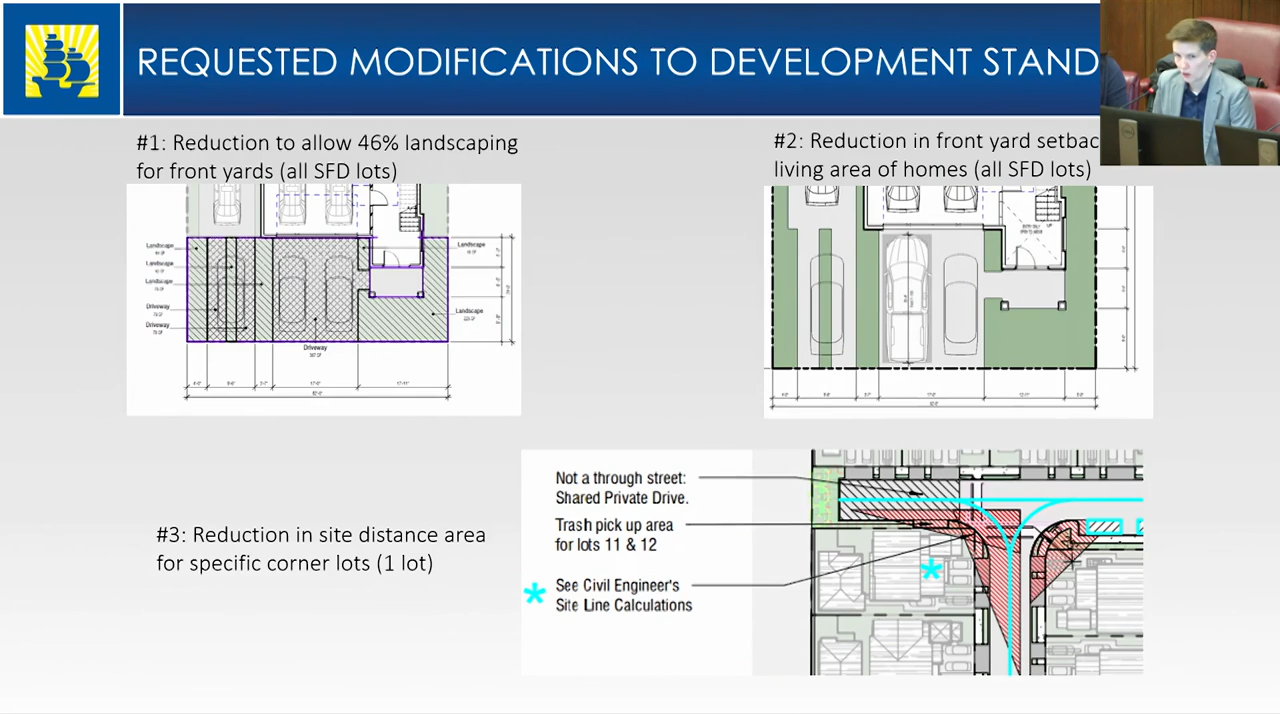 REQUESTED MODIFICATIONS TO DEVELOPMENT STAND
#1: Reduction to allow 46% landscaping
for front yards (all SFD lots)
#2: Reduction in front yard setbac
living area of homes (all SFD lots)
Landscape
Landscape
Landscape
Driveway
Driveway
Landscape
Landscape
Driveway
#3: Reduction in site distance area
for specific corner lots (1 lot)
Not a through street:
Shared Private Drive.
Trash pick up area
for lots 11 & 12
* See Civil Engineer's
Site Line Calculations
*